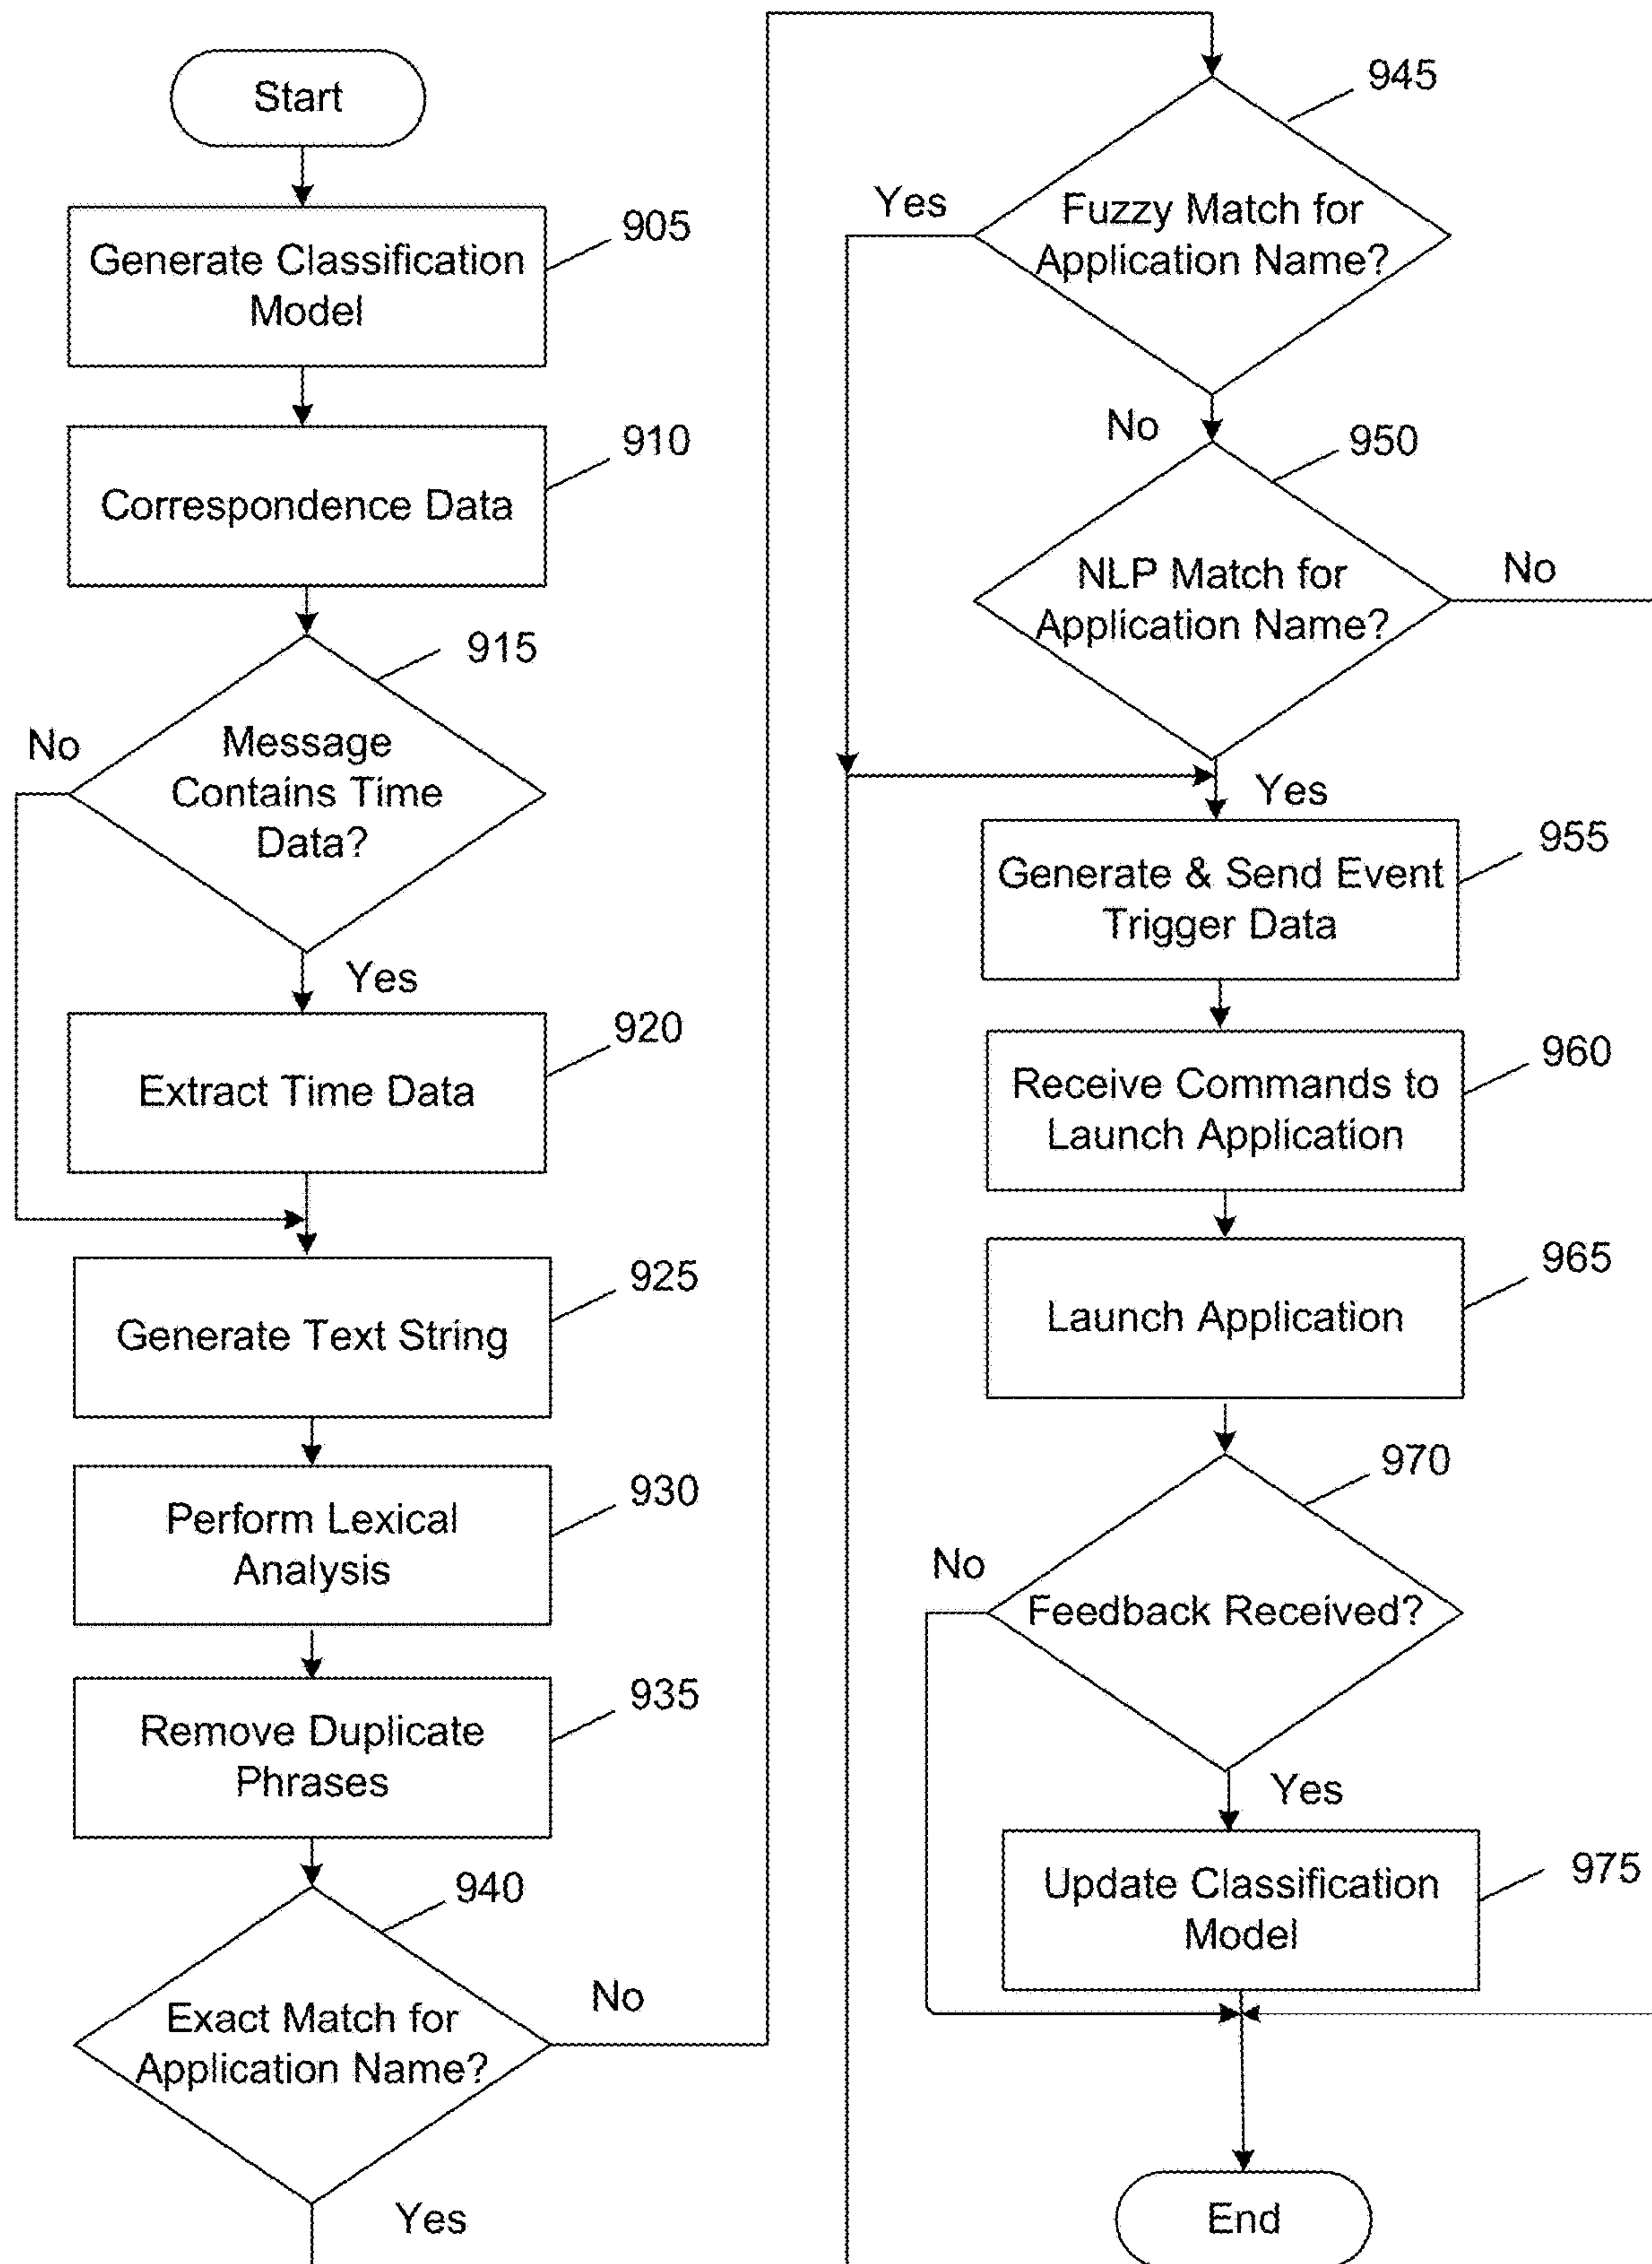 Start
Generate Classification
Model
905
Correspondence Data
910
Message
Contains Time
Data?
915
No
Yes
Extract Time Data
920
Generate Text String
925
Perform Lexical
Analysis
930
Remove Duplicate
Phrases
935
Exact Match for
Application Name?
940
No
Yes
Fuzzy Match for
Application Name?
945
Yes
No
NLP Match for
Application Name?
950
No
Yes
Generate & Send Event
Trigger Data
955
Receive Commands to
Launch Application
960
Launch Application
965
Feedback Received?
970
No
Yes
Update Classification
Model
975
End